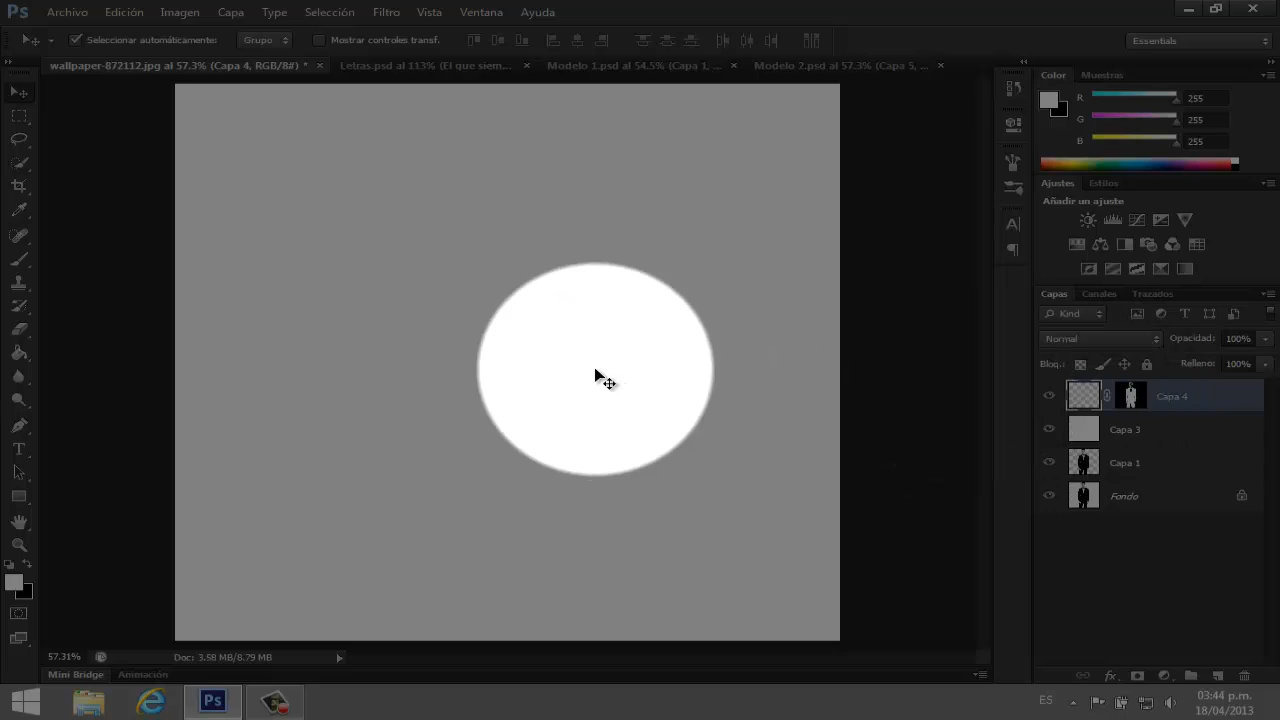 Ps Archivo Edición Imagen Capa Type Selección Filtro Vista Ventana Ayuda
Seleccionar automáticamente: Grupo Mostrar controles transf. Essentials
wallpaper-872112.jpg al 57.3% (Capa 4, RGB/8#) * × Letras.psd al 113% (El que siem,... × Modelo 1.psd al 54.5% (Capa 1, ... × Modelo 2.psd al 57.3% (Capa 5, ... ×
Color Muestras
R 255
G 255
B 255
Ajustes Estilos
Añadir un ajuste
Capas Canales Trazados
Kind
Normal Opacidad: 100%
Bloq.: Relleno: 100%
Capa 4
Capa 3
Capa 1
Fondo
57.31% Doc: 3.58 MB/8.79 MB
Mini Bridge Animación
Ps ES 03:44 p.m.
18/04/2013